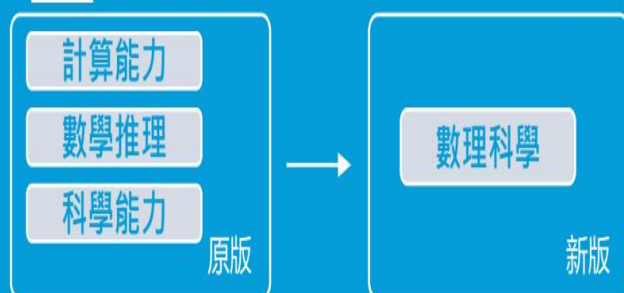 計算能力
數學推理
科學能力
原版
數理科學
新版